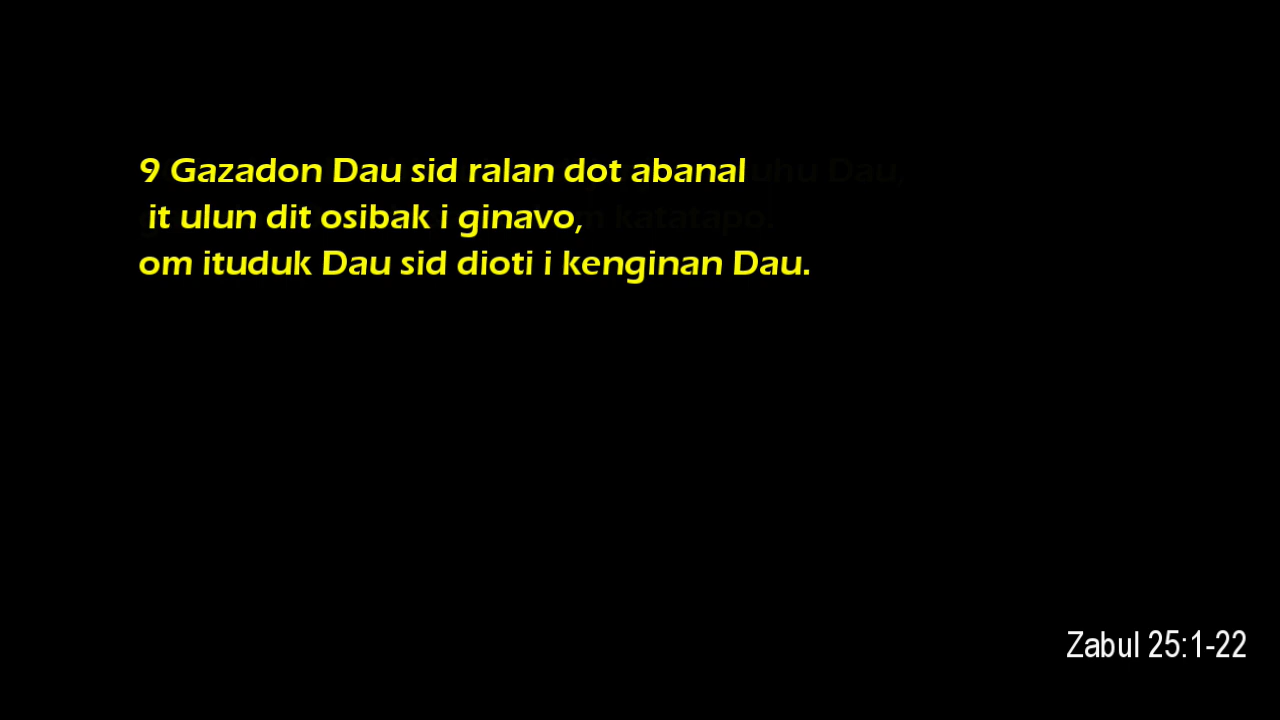 9 Gazadon Dau sid ralan dot abanal
it ulun dit osibak i ginavo,
om ituduk Dau sid dioti i kenginan Dau.
Zabul 25:1-22